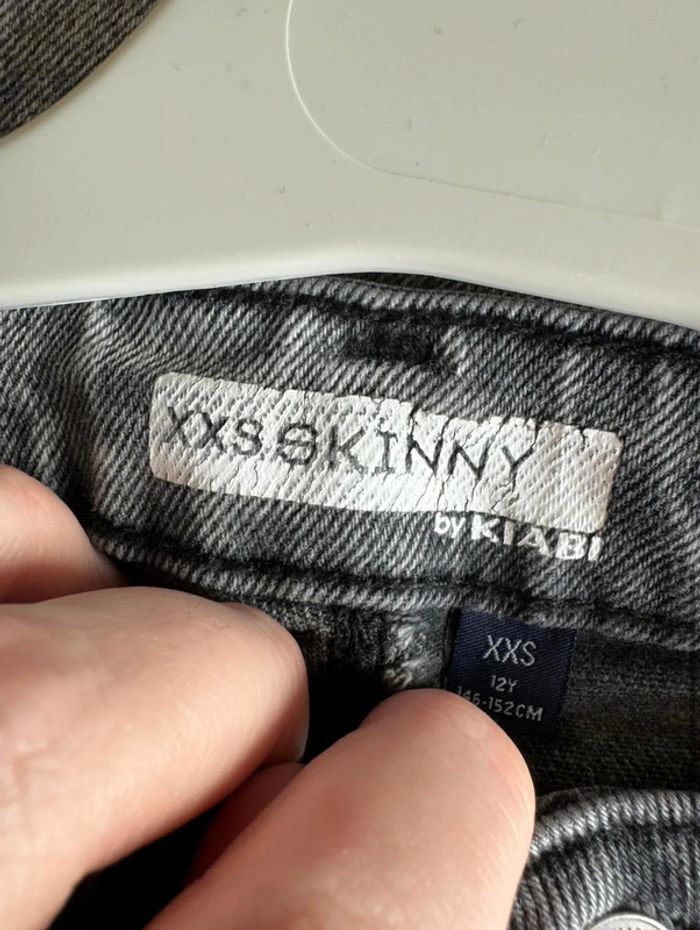 XXS SKINNY
by KIABI
XXS
12Y
146-152CM